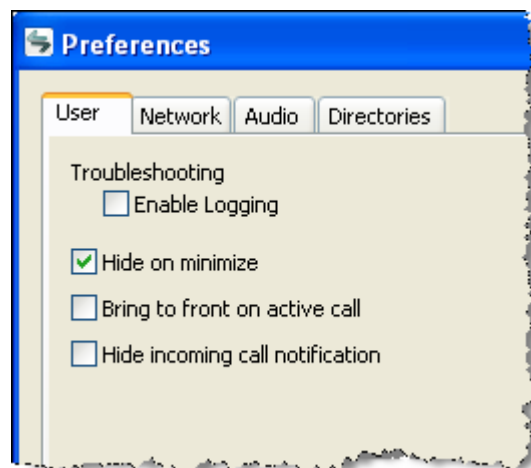 Preferences
User Network Audio Directories
Troubleshooting
Enable Logging
Hide on minimize
Bring to front on active call
Hide incoming call notification